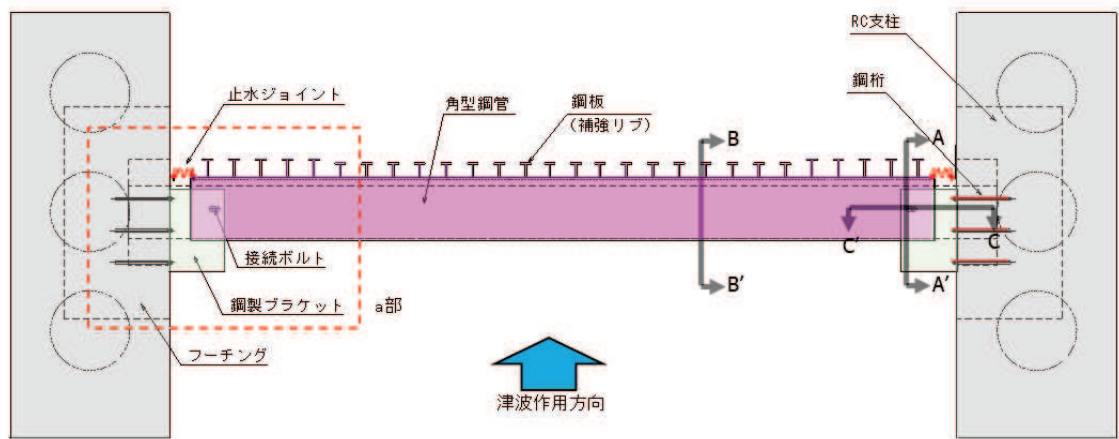 RC支柱
鋼桁
止水ジョイント
角型鋼管
鋼板
(補強リブ)
B
A
C'
C
接続ボルト
鋼製ブラケット
a部
B'
A'
フーチング
津波作用方向